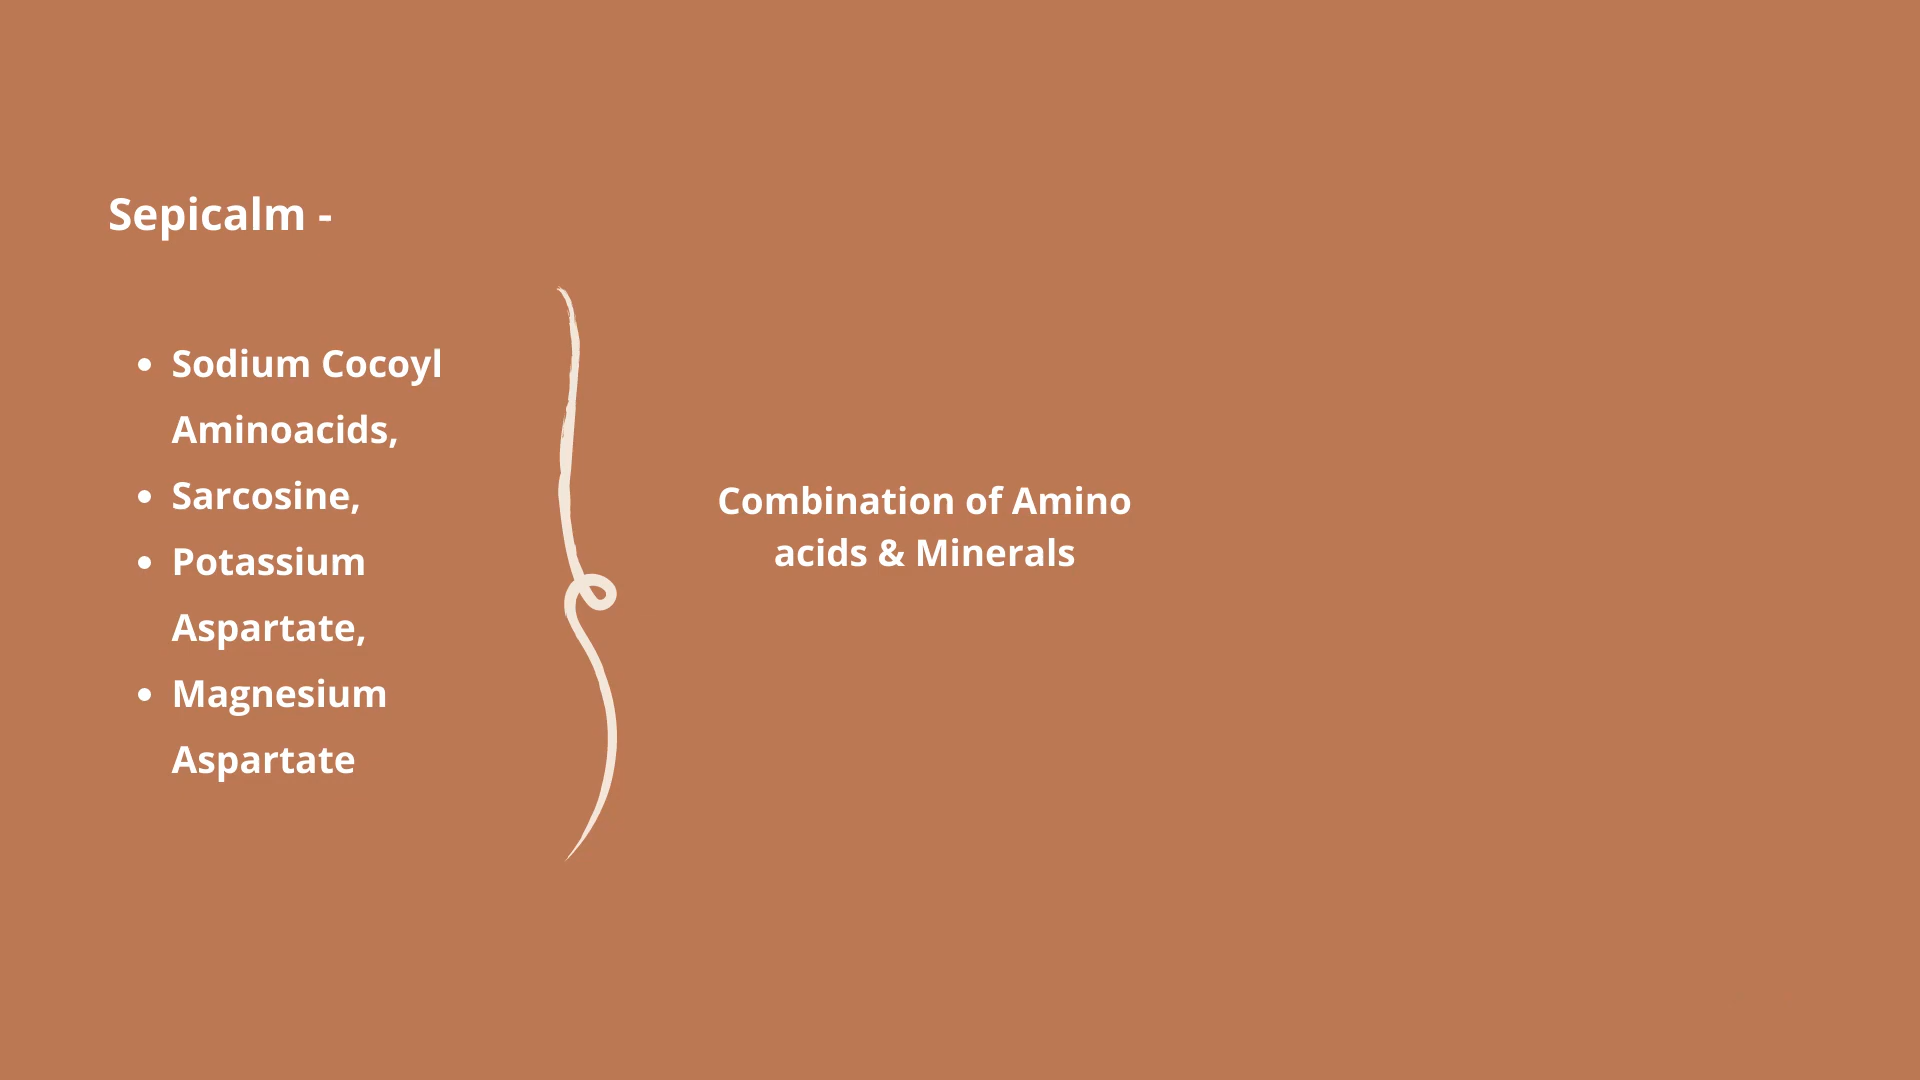 Sepicalm -
• Sodium Cocoyl
Aminoacids,
• Sarcosine,
• Potassium
Aspartate,
• Magnesium
Aspartate
Combination of Amino
acids & Minerals